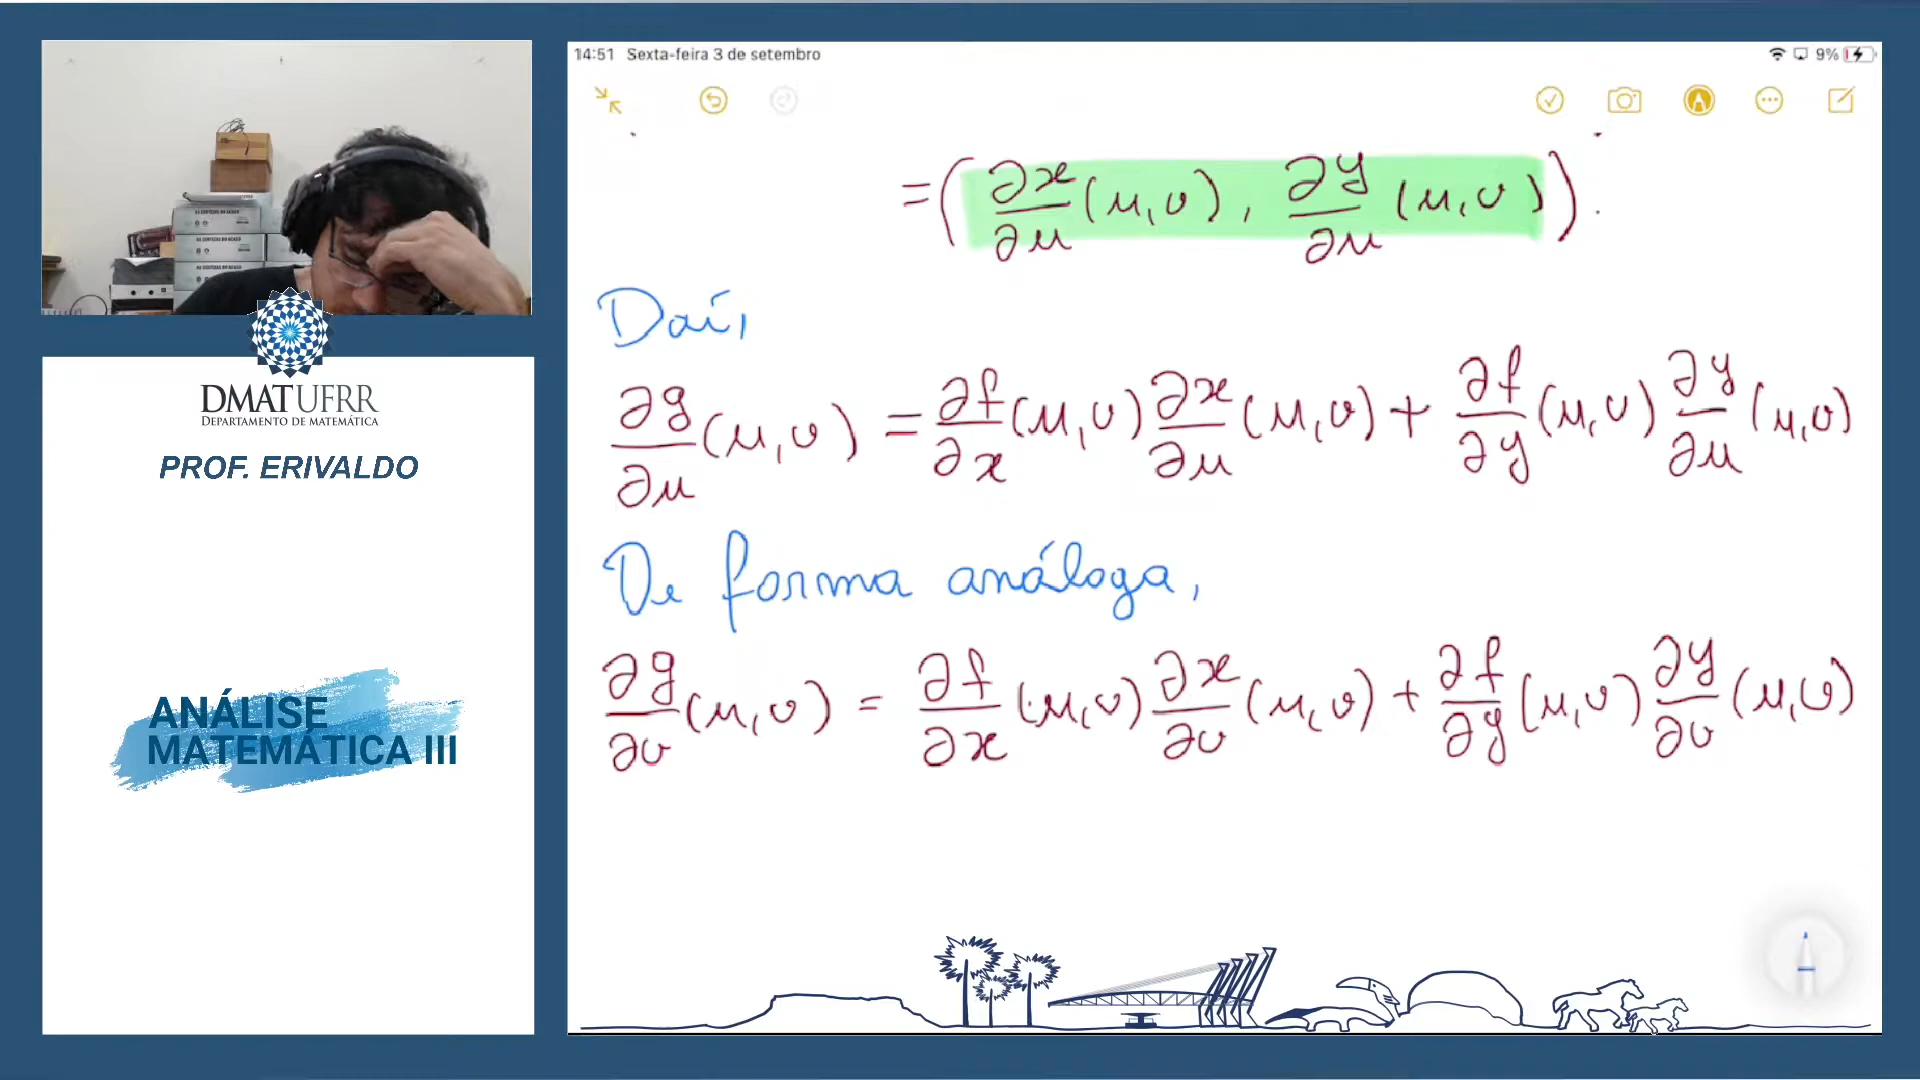 14:51 Sexta-feira 3 de setembro 9%
= ( ∂x/∂u (u,v), ∂y/∂u (u,v) ).
Daí,
∂g/∂u (u,v) = ∂f/∂x (u,v) ∂x/∂u (u,v) + ∂f/∂y (u,v) ∂y/∂u (u,v)
De forma análoga,
∂g/∂v (u,v) = ∂f/∂x (u,v) ∂x/∂v (u,v) + ∂f/∂y (u,v) ∂y/∂v (u,v)
DMATUFRR
DEPARTAMENTO DE MATEMÁTICA
PROF. ERIVALDO
ANÁLISE
MATEMÁTICA III